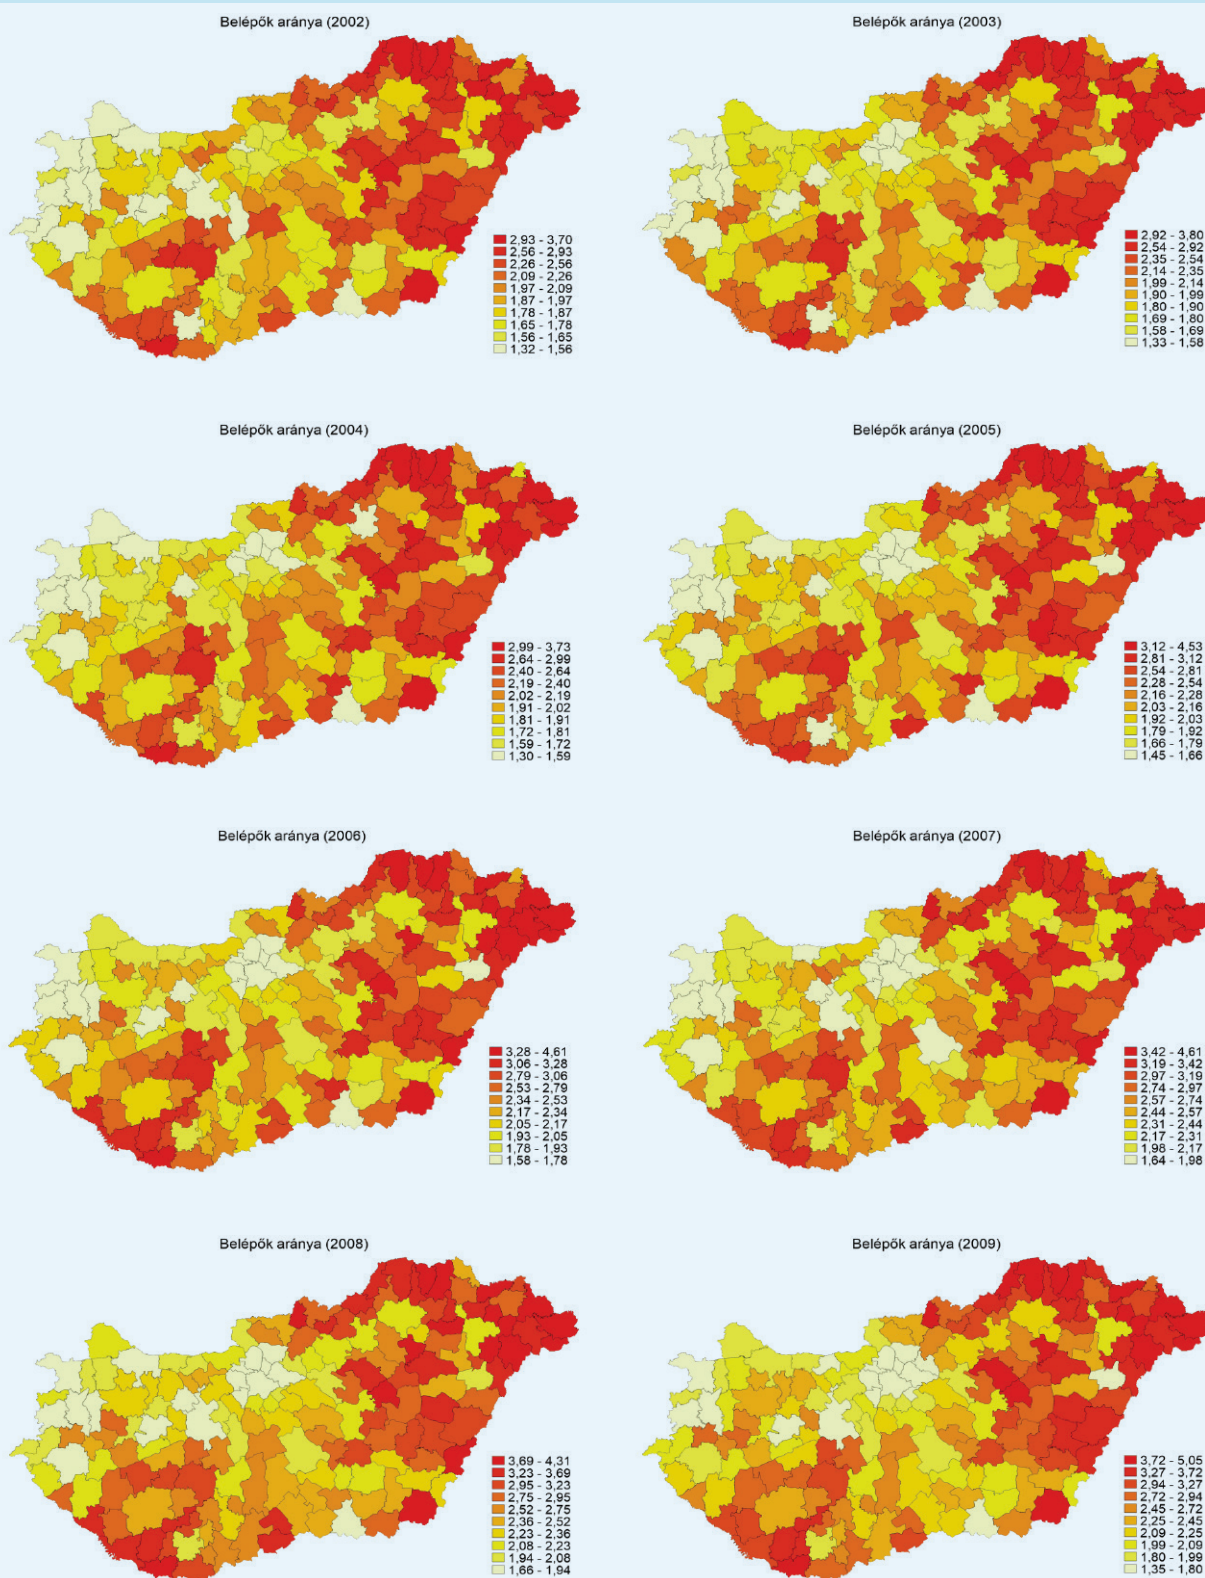 Belépők aránya (2002)
2,93 - 3,70
2,56 - 2,93
2,26 - 2,56
2,09 - 2,26
1,97 - 2,09
1,87 - 1,97
1,78 - 1,87
1,65 - 1,78
1,56 - 1,65
1,32 - 1,56
Belépők aránya (2003)
2,92 - 3,80
2,54 - 2,92
2,35 - 2,54
2,14 - 2,35
1,99 - 2,14
1,90 - 1,99
1,80 - 1,90
1,69 - 1,80
1,58 - 1,69
1,33 - 1,58
Belépők aránya (2004)
2,99 - 3,73
2,64 - 2,99
2,40 - 2,64
2,19 - 2,40
2,02 - 2,19
1,91 - 2,02
1,81 - 1,91
1,72 - 1,81
1,59 - 1,72
1,30 - 1,59
Belépők aránya (2005)
3,12 - 4,53
2,81 - 3,12
2,54 - 2,81
2,28 - 2,54
2,16 - 2,28
2,03 - 2,16
1,92 - 2,03
1,79 - 1,92
1,66 - 1,79
1,45 - 1,66
Belépők aránya (2006)
3,28 - 4,61
3,06 - 3,28
2,79 - 3,06
2,53 - 2,79
2,34 - 2,53
2,17 - 2,34
2,05 - 2,17
1,93 - 2,05
1,78 - 1,93
1,58 - 1,78
Belépők aránya (2007)
3,42 - 4,61
3,19 - 3,42
2,97 - 3,19
2,74 - 2,97
2,57 - 2,74
2,44 - 2,57
2,31 - 2,44
2,17 - 2,31
1,98 - 2,17
1,64 - 1,98
Belépők aránya (2008)
3,69 - 4,31
3,23 - 3,69
2,95 - 3,23
2,75 - 2,95
2,52 - 2,75
2,36 - 2,52
2,23 - 2,36
2,08 - 2,23
1,94 - 2,08
1,66 - 1,94
Belépők aránya (2009)
3,72 - 5,05
3,27 - 3,72
2,94 - 3,27
2,72 - 2,94
2,45 - 2,72
2,25 - 2,45
2,09 - 2,25
1,99 - 2,09
1,80 - 1,99
1,35 - 1,80